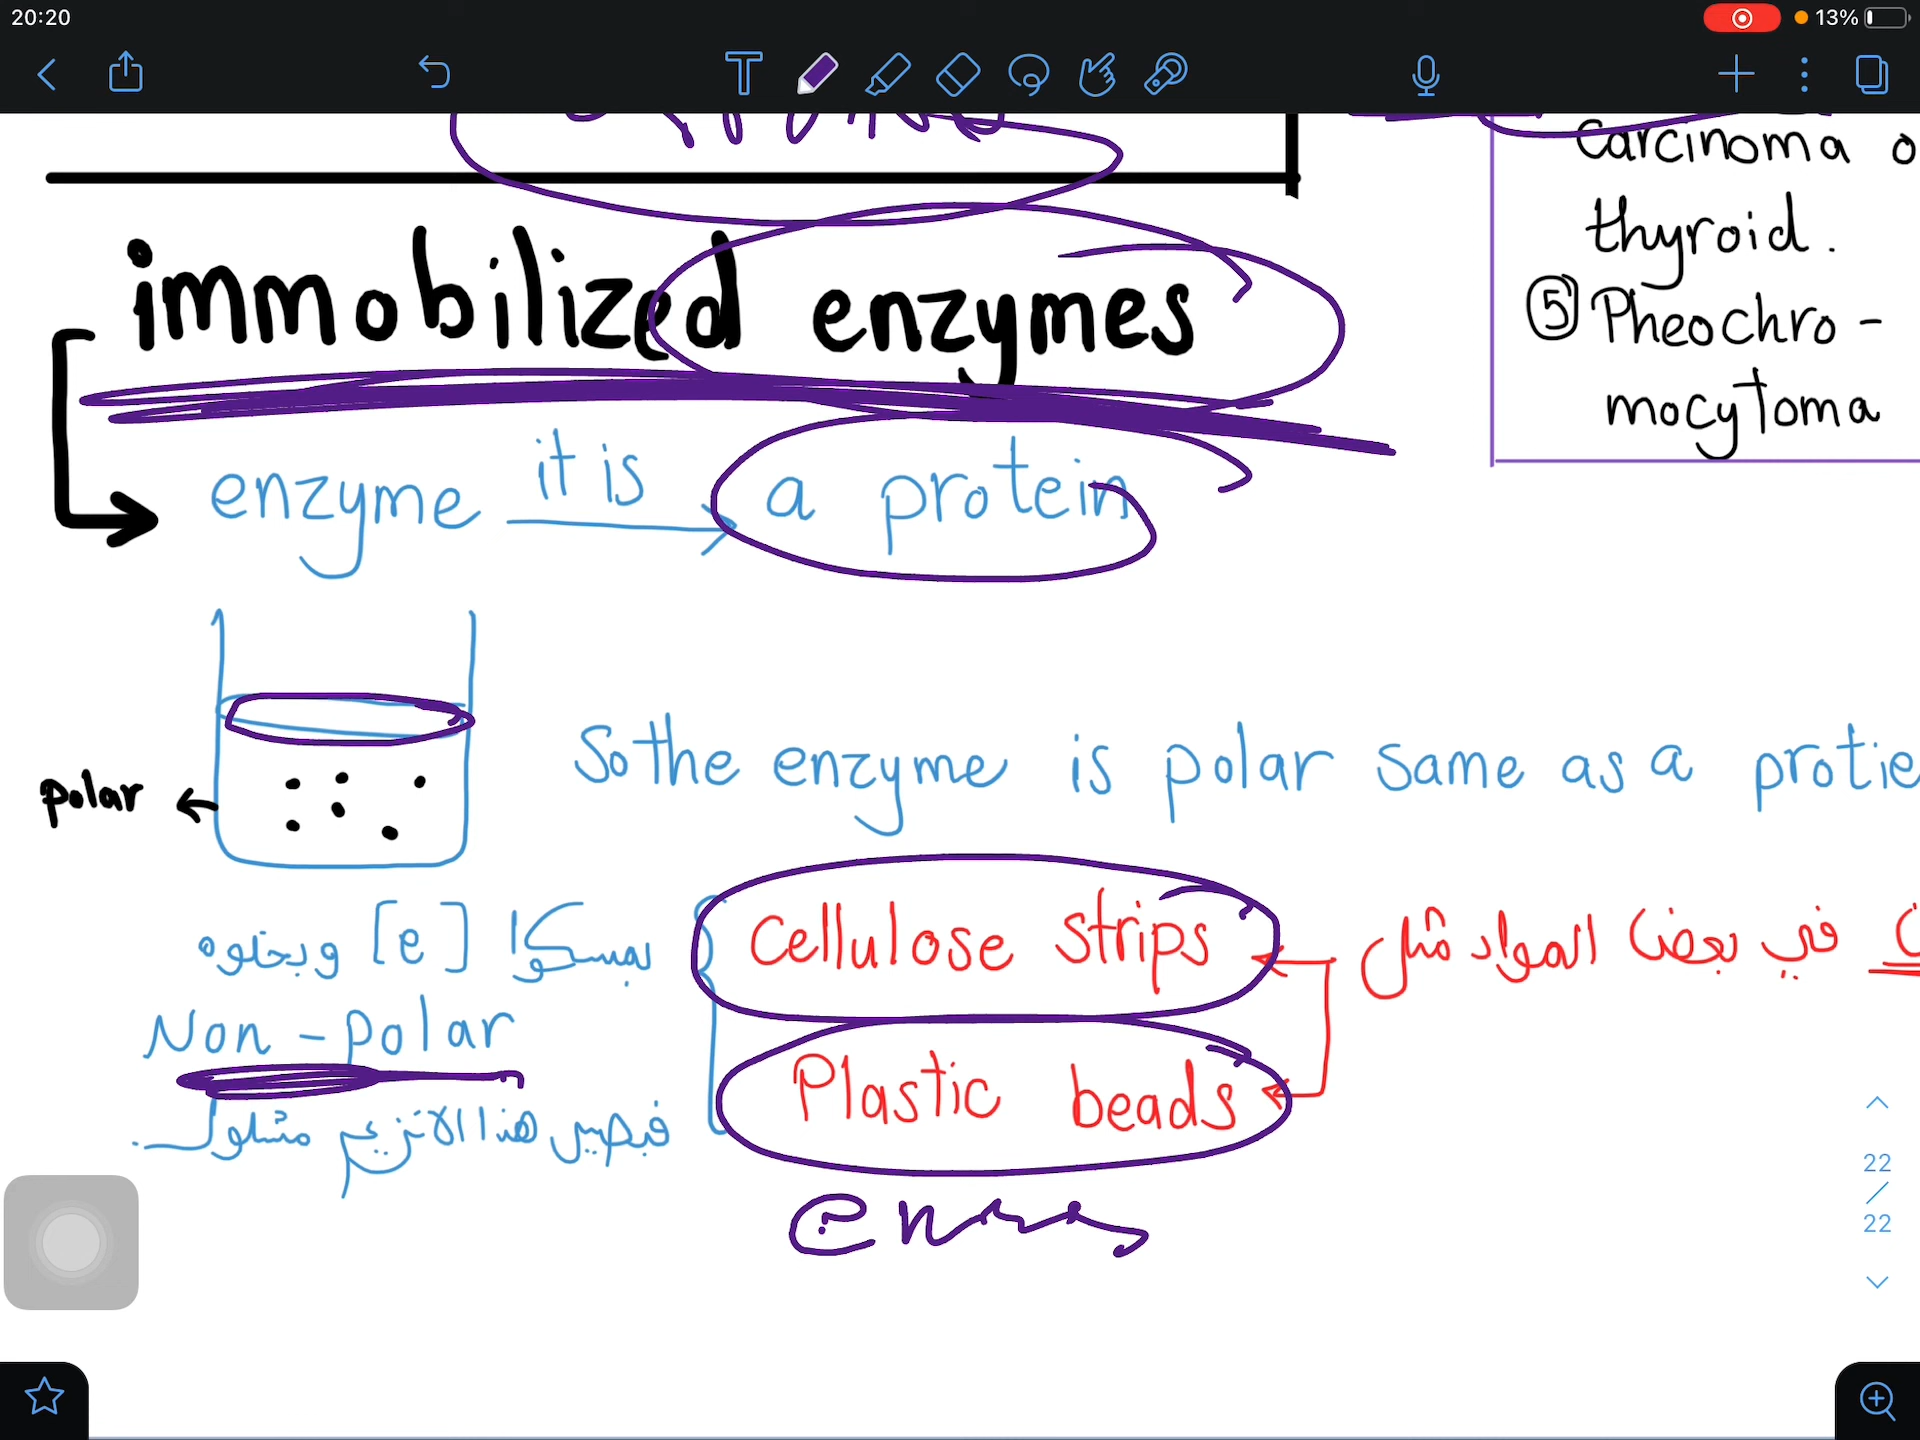 20:20
13%
T
Carcinoma o
thyroid.
⑤ Pheochro -
mocytoma
immobilized enzymes
enzyme it is a protein
polar
So the enzyme is polar same as a protie
في بعض المواد مثل
Cellulose strips
Plastic beads
بمسكوا [e] وبحطوه
Non - polar
فبصير هذا الانزيم مشلول.
22
22